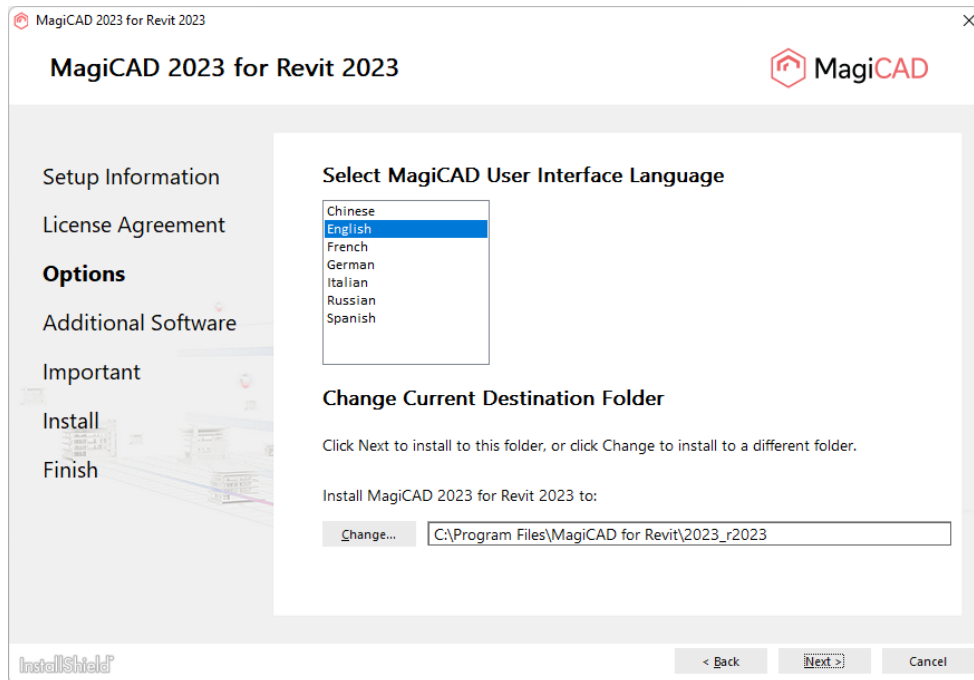 MagiCAD 2023 for Revit 2023
MagiCAD 2023 for Revit 2023
MagiCAD
Setup Information
License Agreement
Options
Additional Software
Important
Install
Finish
Select MagiCAD User Interface Language
Chinese
English
French
German
Italian
Russian
Spanish
Change Current Destination Folder
Click Next to install to this folder, or click Change to install to a different folder.
Install MagiCAD 2023 for Revit 2023 to:
Change... C:\Program Files\MagiCAD for Revit\2023_r2023
InstallShield
< Back Next > Cancel